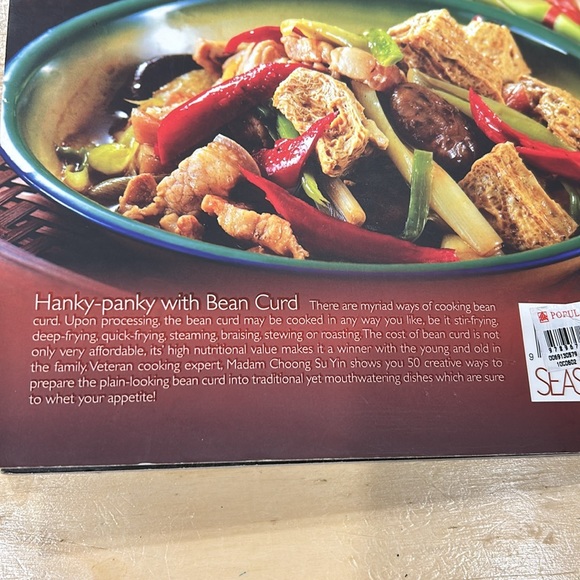 Hanky-panky with Bean Curd There are myriad ways of cooking bean
curd. Upon processing, the bean curd may be cooked in any way you like, be it stir-frying,
deep-frying, quick-frying, steaming, braising, stewing or roasting. The cost of bean curd is not
only very affordable, its' high nutritional value makes it a winner with the young and old in
the family. Veteran cooking expert, Madam Choong Su Yin shows you 50 creative ways to
prepare the plain-looking bean curd into traditional yet mouthwatering dishes which are sure
to whet your appetite!
POPUL
1000802
SEAS